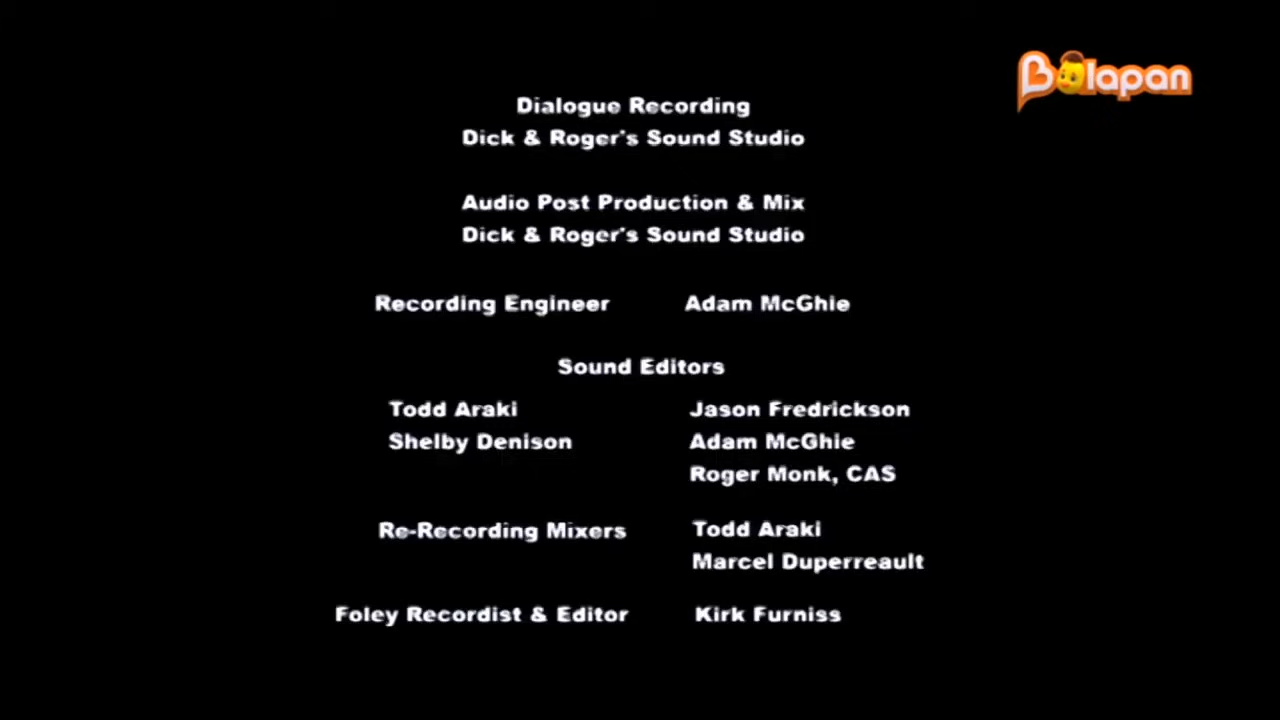 Balapan
Dialogue Recording
Dick & Roger's Sound Studio
Audio Post Production & Mix
Dick & Roger's Sound Studio
Recording Engineer Adam McGhie
Sound Editors
Todd Araki Jason Fredrickson
Shelby Denison Adam McGhie
Roger Monk, CAS
Re-Recording Mixers Todd Araki
Marcel Duperreault
Foley Recordist & Editor Kirk Furniss